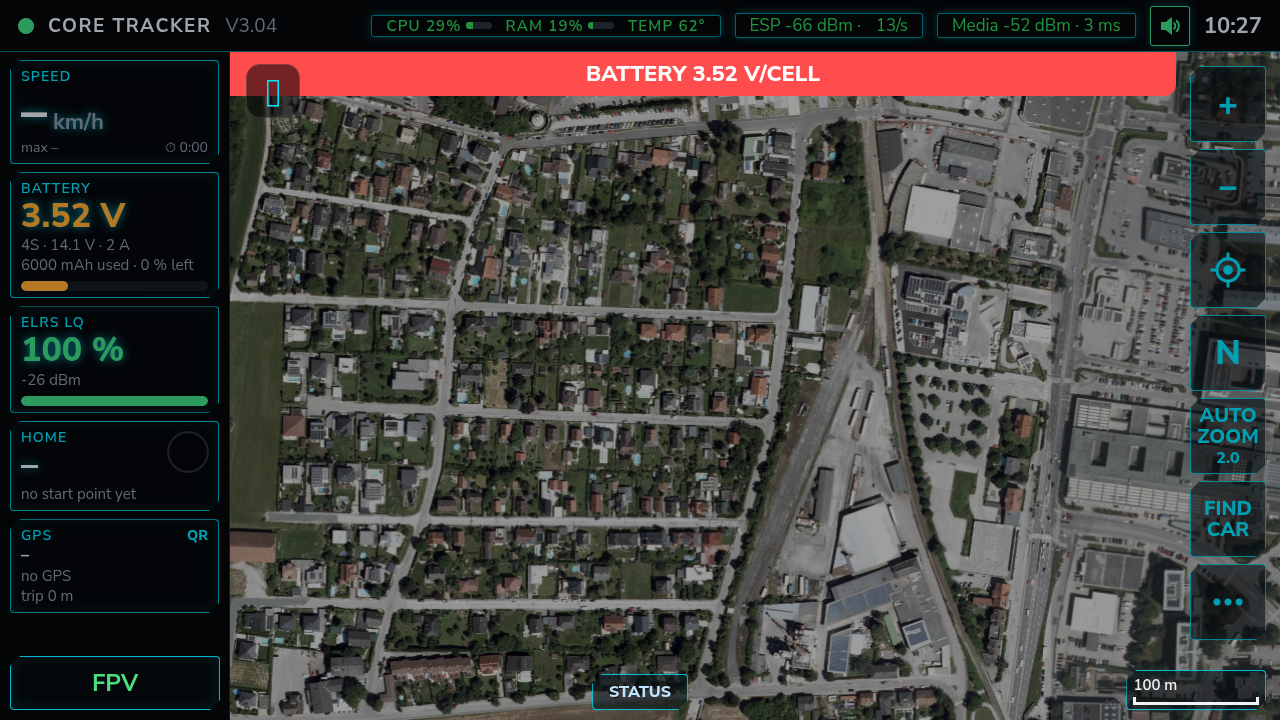 CORE TRACKER V3.04
CPU 29% RAM 19% TEMP 62°
ESP -66 dBm · 13/s
Media -52 dBm · 3 ms
10:27
BATTERY 3.52 V/CELL
SPEED
– km/h
max – ⏱ 0:00
BATTERY
3.52 V
4S · 14.1 V · 2 A
6000 mAh used · 0 % left
ELRS LQ
100 %
-26 dBm
HOME
–
no start point yet
GPS QR
–
no GPS
trip 0 m
FPV
STATUS
+
–
N
AUTO
ZOOM
2.0
FIND
CAR
•••
100 m